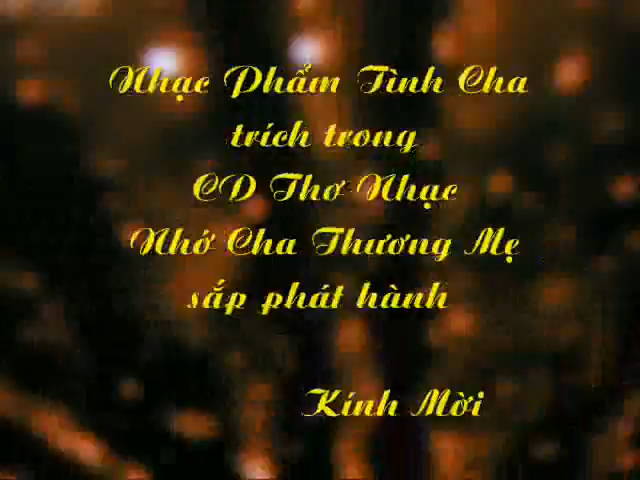 Nhạc Phẩm Tình Cha
trích trong
CD Thơ Nhạc
Nhớ Cha Thương Mẹ
sắp phát hành
Kính Mời